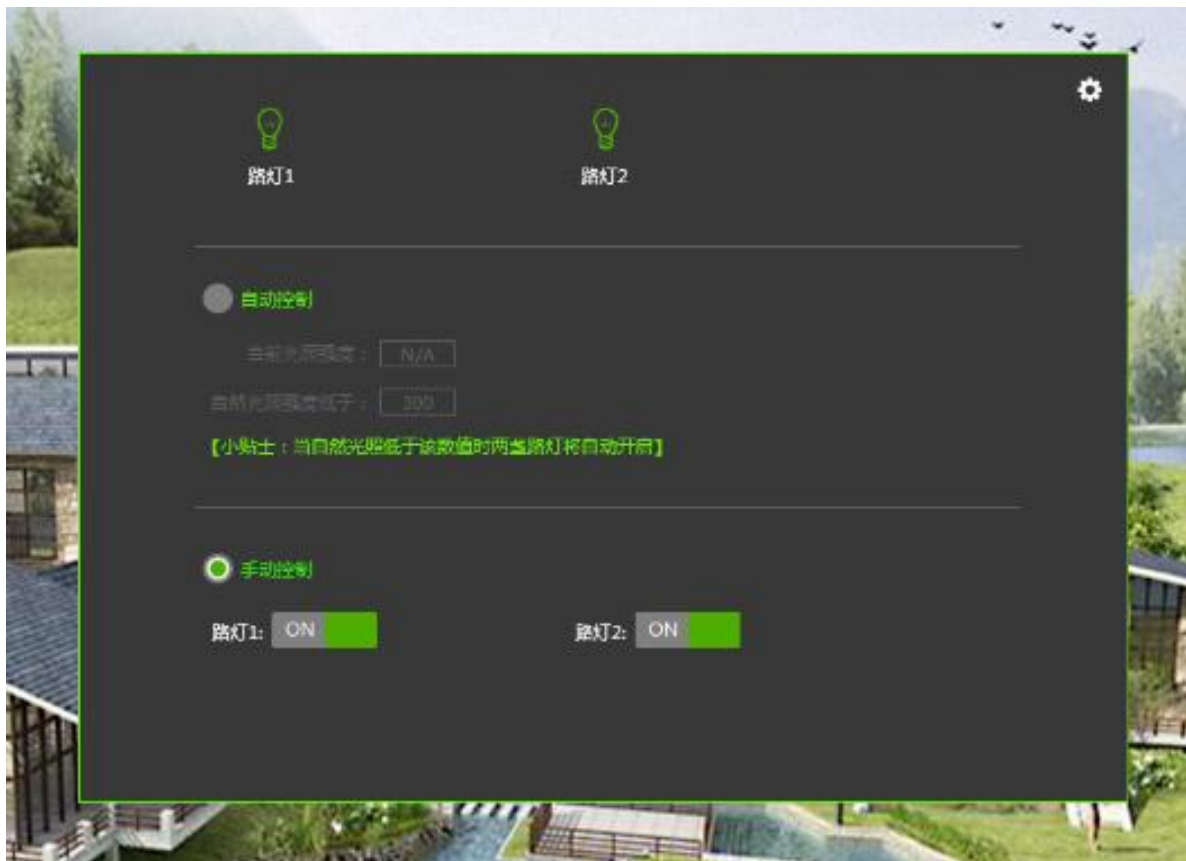 路灯1 路灯2
自动控制
当前光照强度： N/A
自然光照强度低于： 300
【小贴士：当自然光照低于该数值时两盏路灯将自动开启】
手动控制
路灯1: ON 路灯2: ON